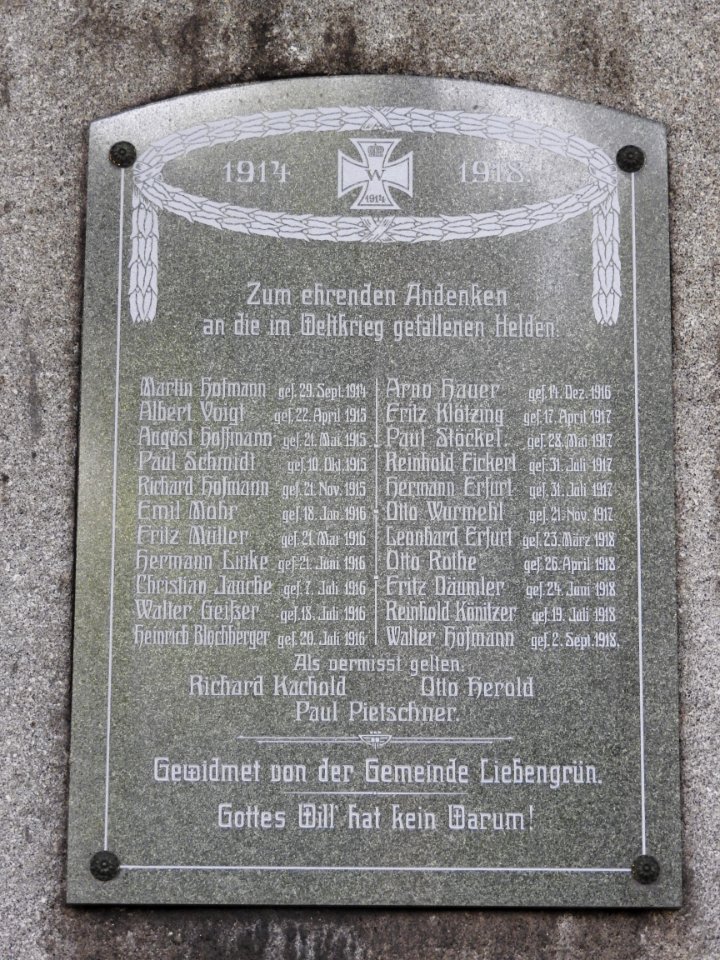 1914 1918
W
1914
Zum ehrenden Andenken
an die im Weltkrieg gefallenen Helden.
Martin Hofmann gef. 29. Sept. 1914
Albert Voigt gef. 22. April 1915
August Hoffmann gef. 21. Mai 1915
Paul Schmidt gef. 10. Okt. 1915
Richard Hofmann gef. 21. Nov. 1915
Emil Mohr gef. 18. Jan. 1916
Fritz Müller gef. 21. Mai 1916
Hermann Linke gef. 21. Juni 1916
Christian Jauche gef. 7. Juli 1916
Walter Geißer gef. 18. Juli 1916
Heinrich Blochberger gef. 20. Juli 1916
Arno Hauer gef. 14. Dez. 1916
Fritz Klötzing gef. 17. April 1917
Paul Stöckel. gef. 28. Mai 1917
Reinhold Fickert gef. 31. Juli 1917
Hermann Erfurt gef. 31. Juli 1917
Otto Wurmehl gef. 21. Nov. 1917
Leonhard Erfurt gef. 23. März 1918
Otto Rothe gef. 26. April 1918
Fritz Däumler gef. 24. Juni 1918
Reinhold Könitzer gef. 19. Juli 1918
Walter Hofmann gef. 2. Sept. 1918.
Als vermisst gelten.
Richard Kachold Otto Herold
Paul Pietschner.
Gewidmet von der Gemeinde Liebengrün.
Gottes Will' hat kein Warum!